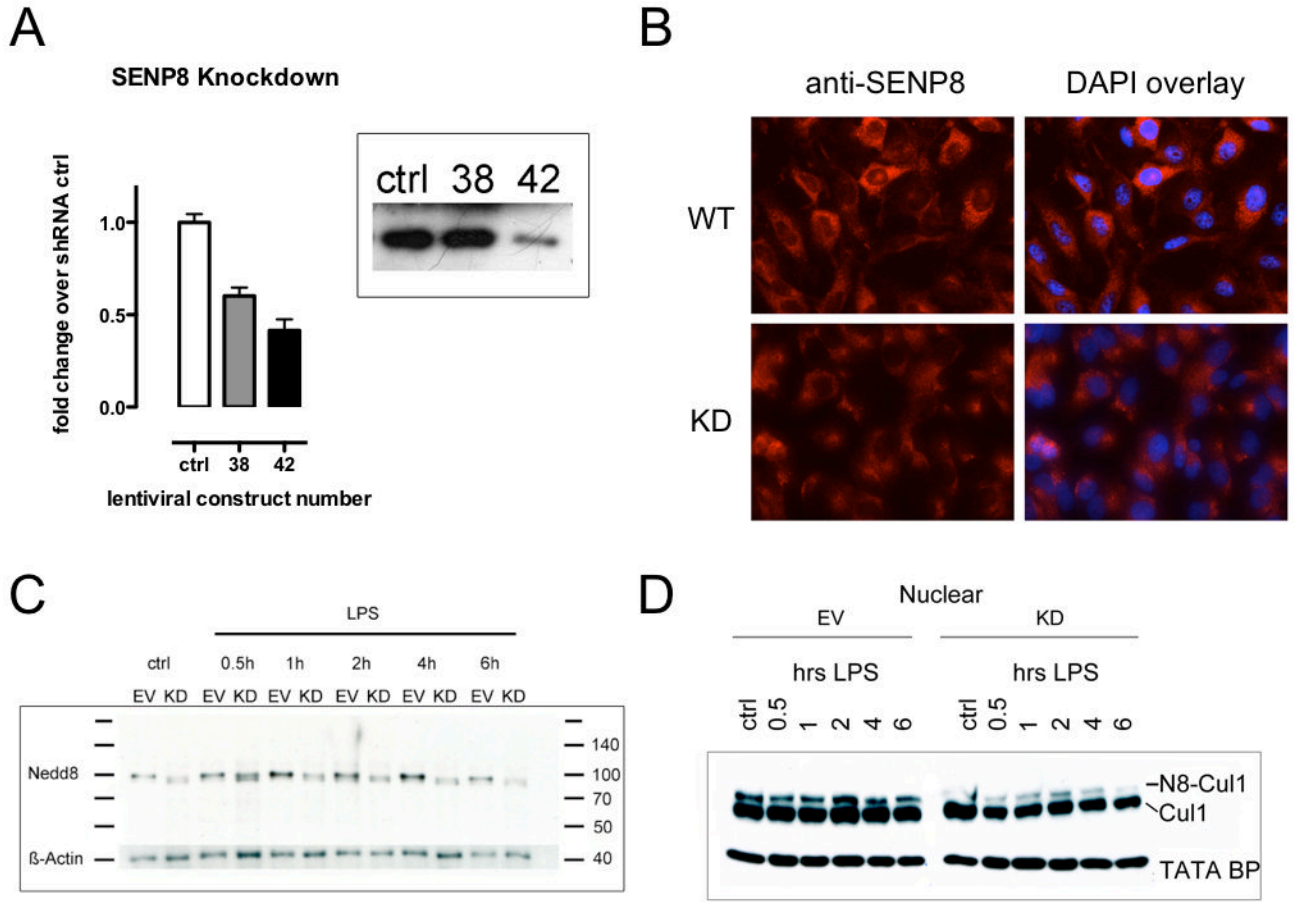 A
SENP8 Knockdown
fold change over shRNA ctrl
1.0
0.5
0.0
ctrl 38 42
lentiviral construct number
ctrl 38 42
B
anti-SENP8 DAPI overlay
WT
KD
C
LPS
ctrl 0.5h 1h 2h 4h 6h
EV KD EV KD EV KD EV KD EV KD EV KD
140
Nedd8 100
70
50
ß-Actin 40
D
Nuclear
EV KD
hrs LPS hrs LPS
ctrl 0.5 1 2 4 6 ctrl 0.5 1 2 4 6
N8-Cul1
Cul1
TATA BP